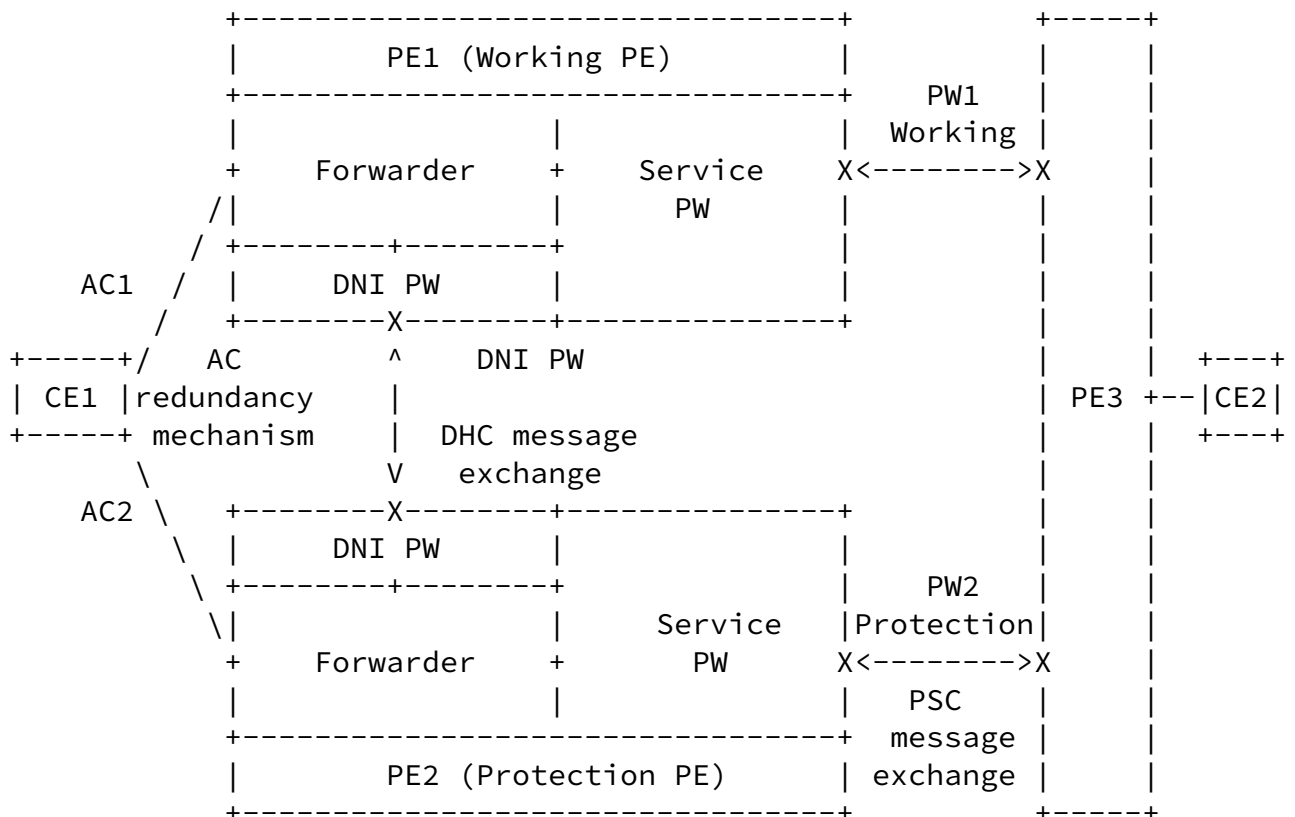 PE1 (Working PE)
PW1
Working
Forwarder Service
PW
DNI PW
AC1
AC DNI PW
CE1 redundancy PE3 CE2
mechanism DHC message
exchange
AC2
DNI PW
PW2
Service Protection
Forwarder PW
PSC
message
PE2 (Protection PE) exchange